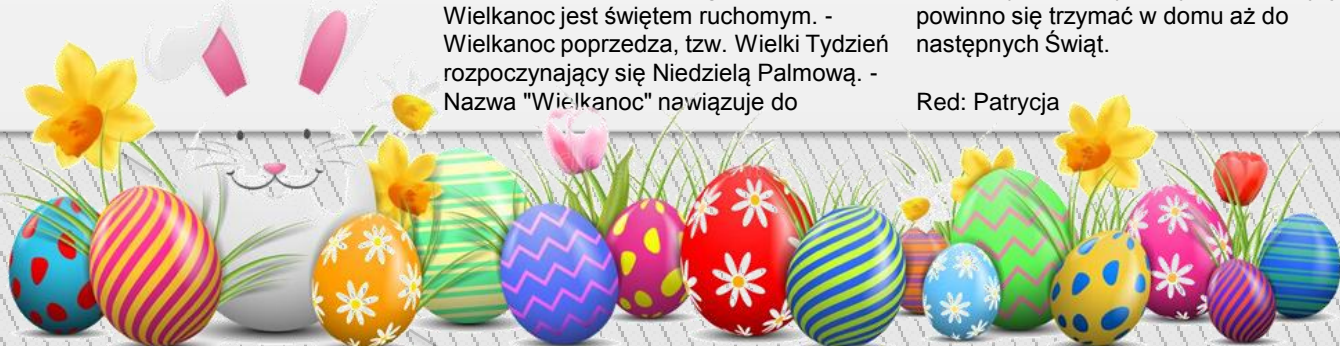 Wielkanoc jest świętem ruchomym. -
Wielkanoc poprzedza, tzw. Wielki Tydzień
rozpoczynający się Niedzielą Palmową. -
Nazwa "Wielkanoc" nawiązuje do
powinno się trzymać w domu aż do
następnych Świąt.
Red: Patrycja